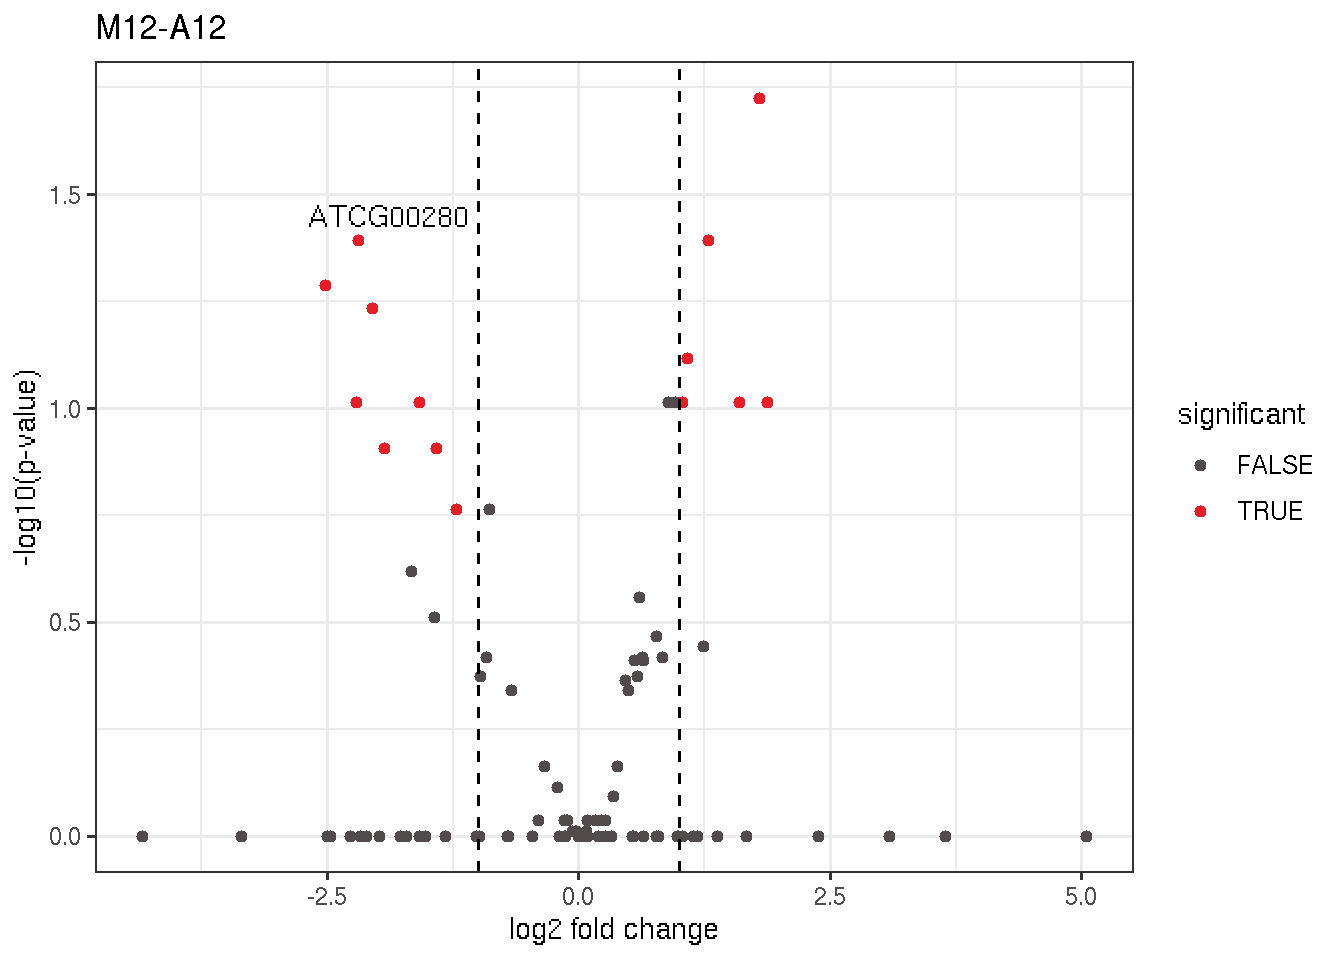 M12-A12
ATCG00280
1.5
1.0
0.5
0.0
-log10(p-value)
-2.5
0.0
2.5
5.0
log2 fold change
significant
FALSE
TRUE